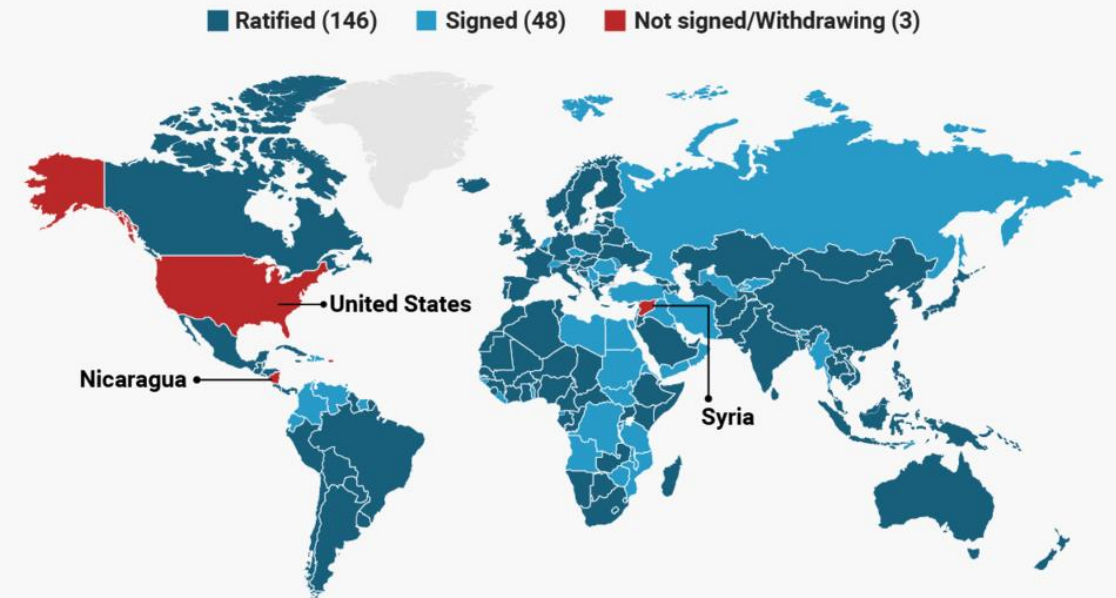 Ratified (146) Signed (48) Not signed/Withdrawing (3)
United States
Nicaragua
Syria